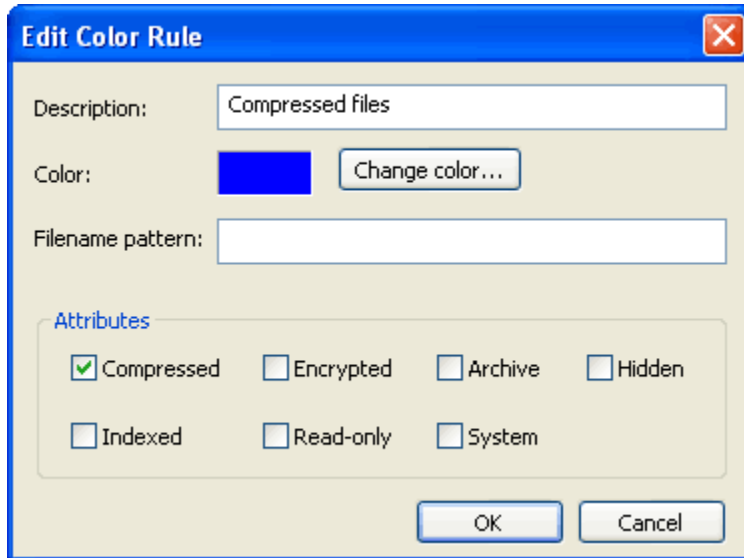 Edit Color Rule
Description: Compressed files
Color: Change color...
Filename pattern:
Attributes
Compressed Encrypted Archive Hidden
Indexed Read-only System
OK Cancel